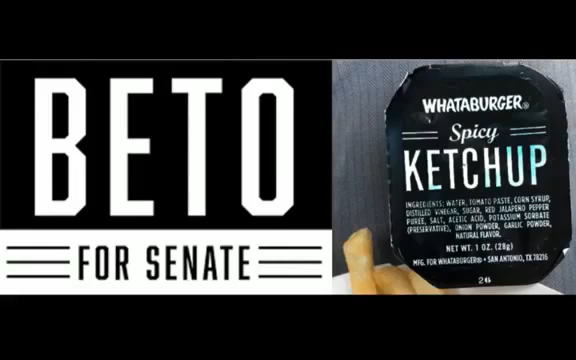 BETO
FOR SENATE
WHATABURGER®
Spicy
KETCHUP
INGREDIENTS: WATER, TOMATO PASTE, CORN SYRUP,
DISTILLED VINEGAR, SUGAR, RED JALAPENO PEPPER
PUREE, SALT, ACETIC ACID, POTASSIUM SORBATE
(PRESERVATIVE), ONION POWDER, GARLIC POWDER,
NATURAL FLAVOR.
NET WT. 1 OZ. (28g)
MFG. FOR WHATABURGER® • SAN ANTONIO, TX 78216
26